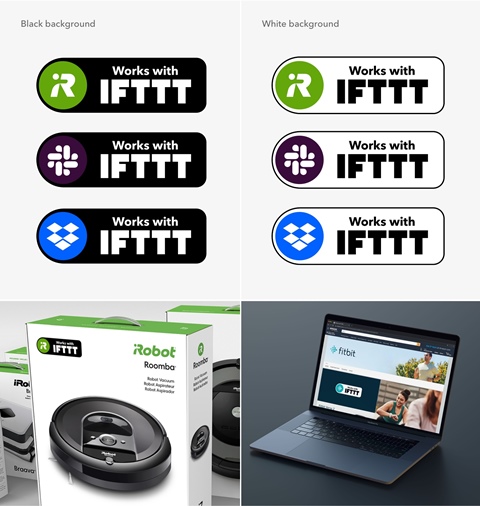 Black background
White background
Works with
IFTTT
Works with
IFTTT
Works with
IFTTT
Works with
IFTTT
Works with
IFTTT
Works with
IFTTT
Works with
IFTTT
iRobot
Roomba
Robot Vacuum
Robot Aspirateur
Robot Aspirador
iRobot
Roomba
iRobot
Braava
fitbit
Works with
IFTTT